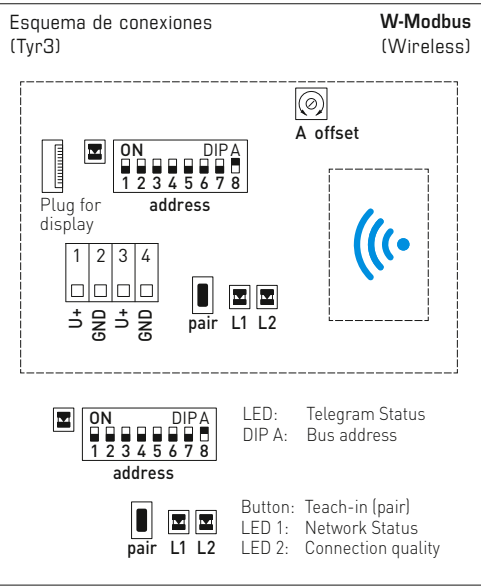 Esquema de conexiones
(Tyr3)
W-Modbus
(Wireless)
A offset
ON DIP A
1 2 3 4 5 6 7 8
address
Plug for
display
1 2 3 4
U+ GND U+ GND
pair L1 L2
ON DIP A
1 2 3 4 5 6 7 8
address
LED: Telegram Status
DIP A: Bus address
pair L1 L2
Button: Teach-in (pair)
LED 1: Network Status
LED 2: Connection quality